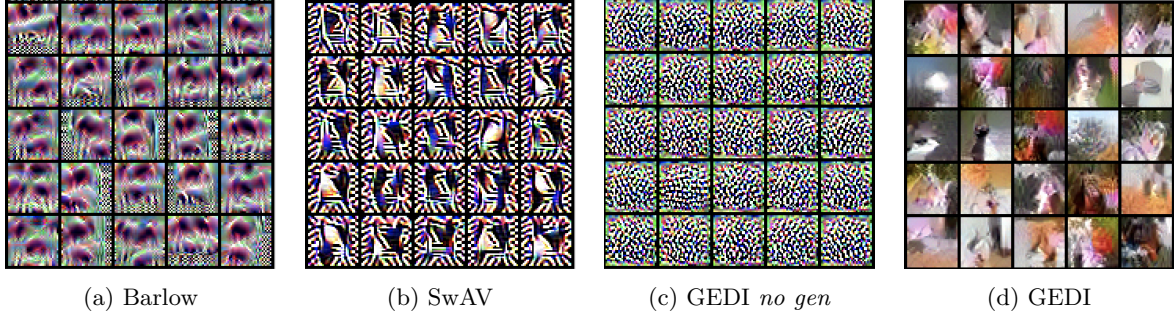 (a) Barlow
(b) SwAV
(c) GEDI no gen
(d) GEDI